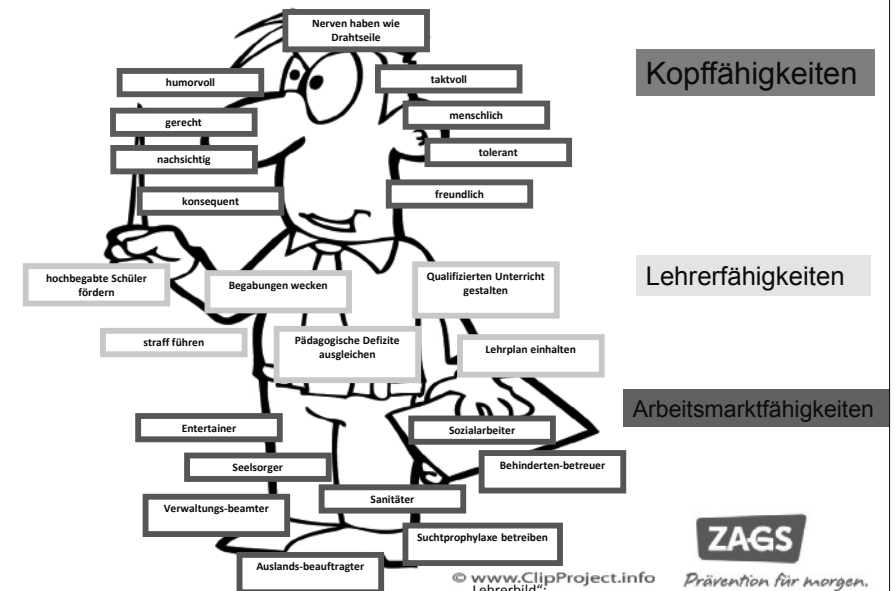 Nerven haben wie
Drahtseile
humorvoll
taktvoll
Kopffähigkeiten
gerecht
menschlich
nachsichtig
tolerant
konsequent
freundlich
hochbegabte Schüler
fördern
Begabungen wecken
Qualifizierten Unterricht
gestalten
Lehrerfähigkeiten
straff führen
Pädagogische Defizite
ausgleichen
Lehrplan einhalten
Arbeitsmarktfähigkeiten
Entertainer
Sozialarbeiter
Seelsorger
Behinderten-betreuer
Verwaltungs-beamter
Sanitäter
Suchtprophylaxe betreiben
Auslands-beauftragter
ZAGS
Prävention für morgen.
© www.ClipProject.info
Lehrerbild“: